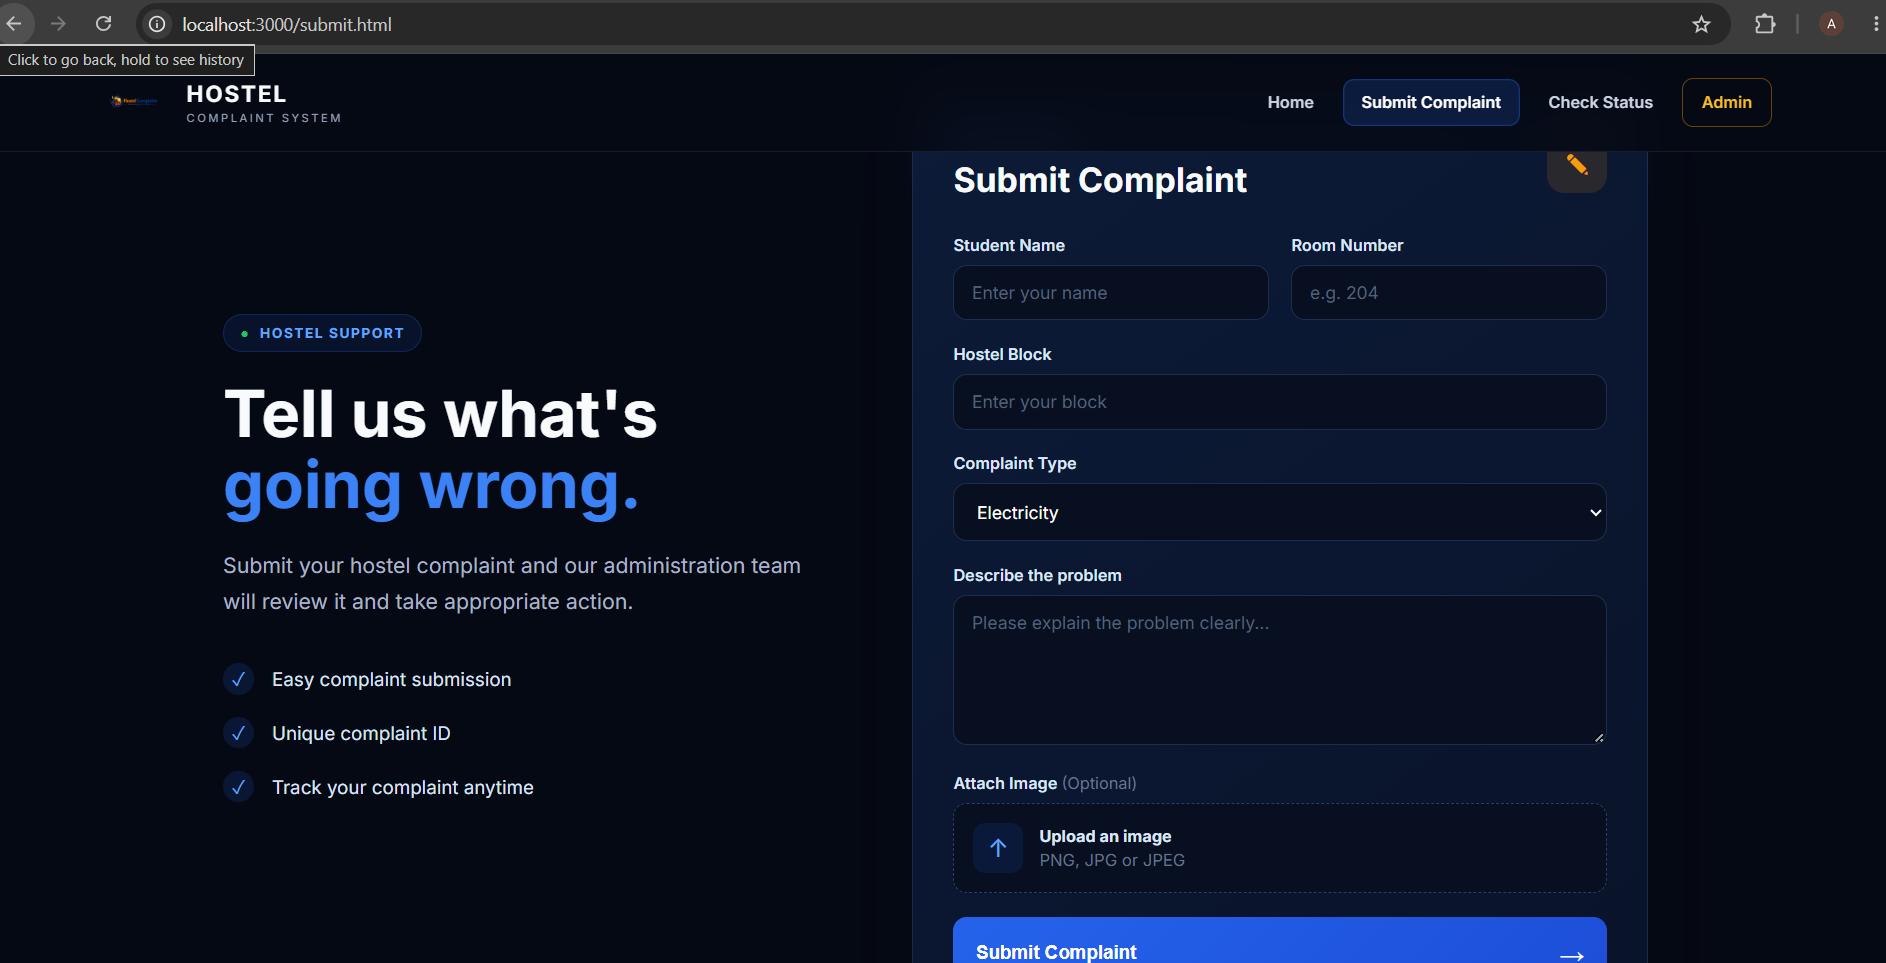 localhost:3000/submit.html
A
Click to go back, hold to see history
HOSTEL
COMPLAINT SYSTEM
Home
Submit Complaint
Check Status
Admin
HOSTEL SUPPORT
Tell us what's
going wrong.
Submit your hostel complaint and our administration team
will review it and take appropriate action.
✓ Easy complaint submission
✓ Unique complaint ID
✓ Track your complaint anytime
Submit Complaint
Student Name
Room Number
Enter your name
e.g. 204
Hostel Block
Enter your block
Complaint Type
Electricity
Describe the problem
Please explain the problem clearly...
Attach Image (Optional)
↑ Upload an image
PNG, JPG or JPEG
Submit Complaint →